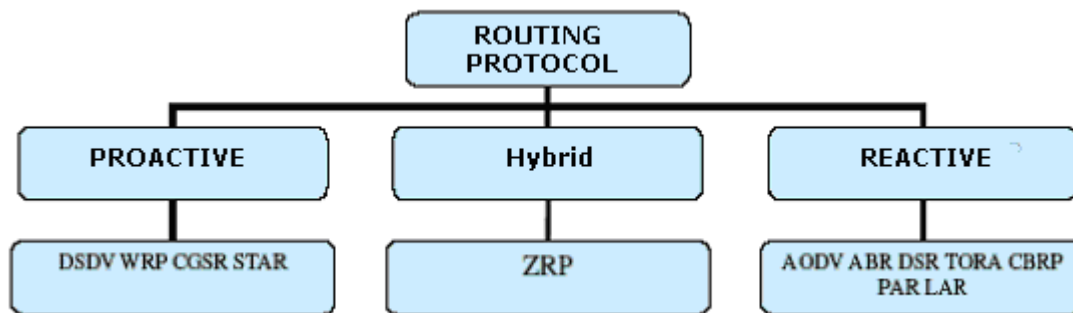 ROUTING
PROTOCOL
PROACTIVE
Hybrid
REACTIVE
DSDV WRP CGSR STAR
ZRP
AODV ABR DSR TORA CBRP
PAR LAR